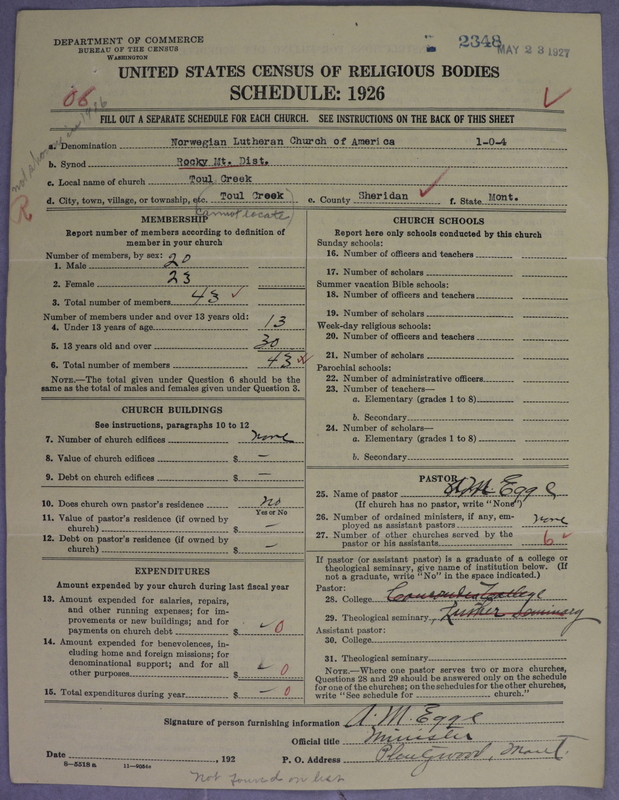 2348
MAY 23 1927
DEPARTMENT OF COMMERCE
BUREAU OF THE CENSUS
WASHINGTON
UNITED STATES CENSUS OF RELIGIOUS BODIES
SCHEDULE: 1926
06
FILL OUT A SEPARATE SCHEDULE FOR EACH CHURCH. SEE INSTRUCTIONS ON THE BACK OF THIS SHEET
a. Denomination Norwegian Lutheran Church of America 1-0-4
b. Synod Rocky Mt. Dist.
c. Local name of church Toul Creek
d. City, town, village, or township, etc. Toul Creek e. County Sheridan f. State Mont.
(Cannot locate)
R
MEMBERSHIP
Report number of members according to definition of member in your church
Number of members, by sex:
1. Male 20
2. Female 23
3. Total number of members 43
Number of members under and over 13 years old:
4. Under 13 years of age 13
5. 13 years old and over 30
6. Total number of members 43
NOTE.—The total given under Question 6 should be the
same as the total of males and females given under Question 3.
CHURCH BUILDINGS
See instructions, paragraphs 10 to 12
7. Number of church edifices none
8. Value of church edifices $ —
9. Debt on church edifices $ —
10. Does church own pastor's residence no
Yes or No
11. Value of pastor's residence (if owned by
church) $ —
12. Debt on pastor's residence (if owned by
church) $ —
EXPENDITURES
Amount expended by your church during last fiscal year
13. Amount expended for salaries, repairs,
and other running expenses; for im-
provements or new buildings; and for
payments on church debt $ — 0
14. Amount expended for benevolences, in-
cluding home and foreign missions; for
denominational support; and for all
other purposes $ — 0
15. Total expenditures during year $ — 0
CHURCH SCHOOLS
Report here only schools conducted by this church
Sunday schools:
16. Number of officers and teachers
17. Number of scholars
Summer vacation Bible schools:
18. Number of officers and teachers
19. Number of scholars
Week-day religious schools:
20. Number of officers and teachers
21. Number of scholars
Parochial schools:
22. Number of administrative officers
23. Number of teachers—
a. Elementary (grades 1 to 8)
b. Secondary
24. Number of scholars—
a. Elementary (grades 1 to 8)
b. Secondary
PASTOR
25. Name of pastor A.M. Egge
(If church has no pastor, write "None")
26. Number of ordained ministers, if any, em-
ployed as assistant pastors none
27. Number of other churches served by the
pastor or his assistants 6
If pastor (or assistant pastor) is a graduate of a college or
theological seminary, give name of institution below. (If
not a graduate, write "No" in the space indicated.)
Pastor:
28. College Concordia College
29. Theological seminary Luther Seminary
Assistant pastor:
30. College
31. Theological seminary
NOTE.—Where one pastor serves two or more churches,
Questions 28 and 29 should be answered only on the schedule
for one of the churches; on the schedules for the other churches,
write "See schedule for church."
Signature of person furnishing information A. M. Egge
Official title Minister
Date , 192 P. O. Address Plentywood, Mont.
8—5518 a 11—9034a
Not found on list